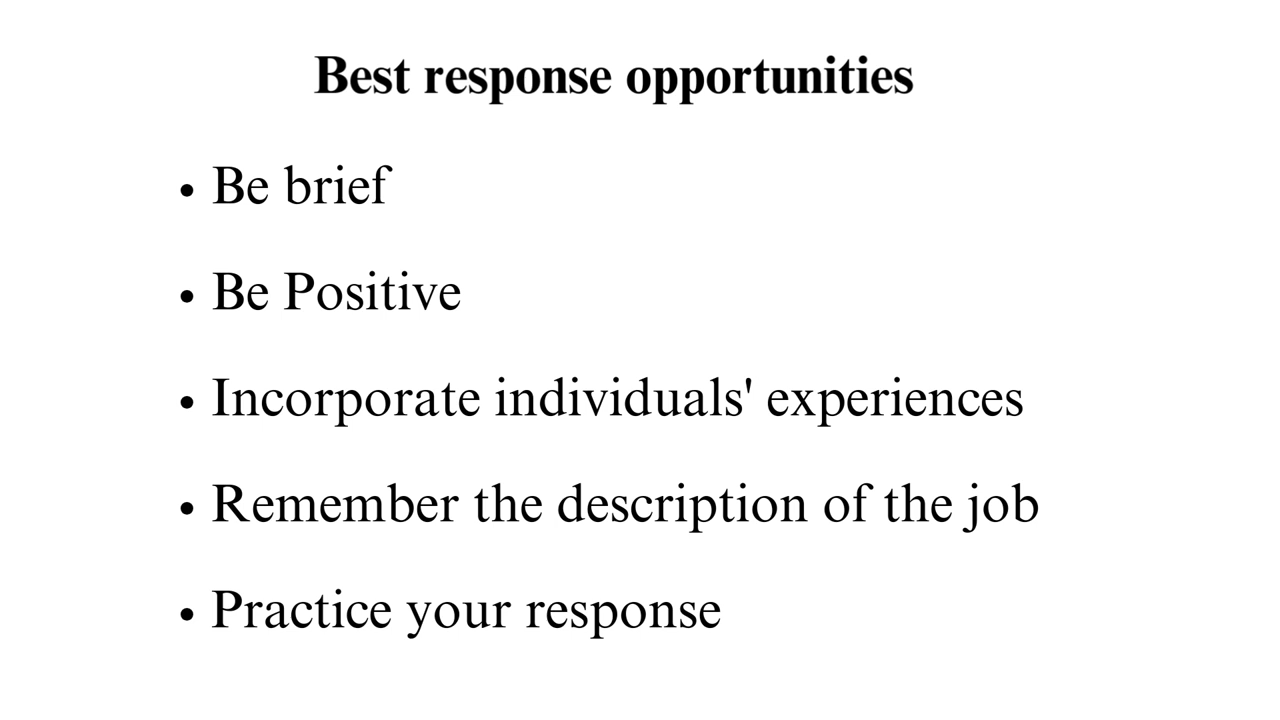 Best response opportunities
• Be brief
• Be Positive
• Incorporate individuals' experiences
• Remember the description of the job
• Practice your response